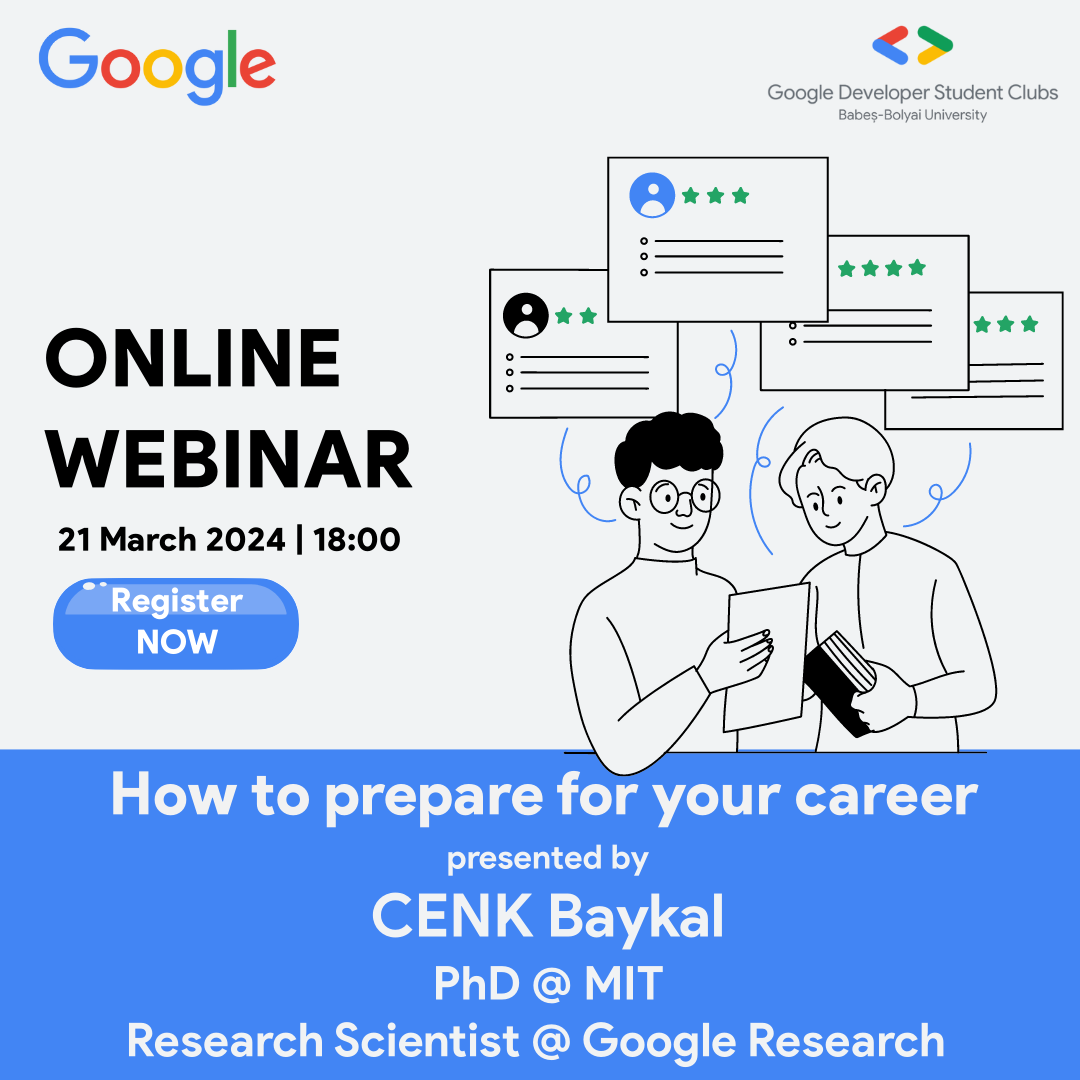 Google
Google Developer Student Clubs
Babeș-Bolyai University
ONLINE
WEBINAR
21 March 2024 | 18:00
Register
NOW
How to prepare for your career
presented by
CENK Baykal
PhD @ MIT
Research Scientist @ Google Research